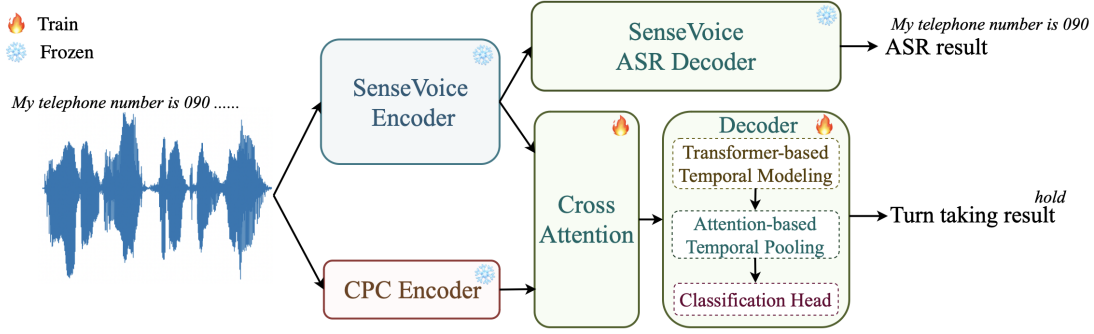 Train
Frozen
My telephone number is 090 ......
SenseVoice
Encoder
CPC Encoder
SenseVoice
ASR Decoder
My telephone number is 090
ASR result
Cross
Attention
Decoder
Transformer-based
Temporal Modeling
Attention-based
Temporal Pooling
Classification Head
hold
Turn taking result